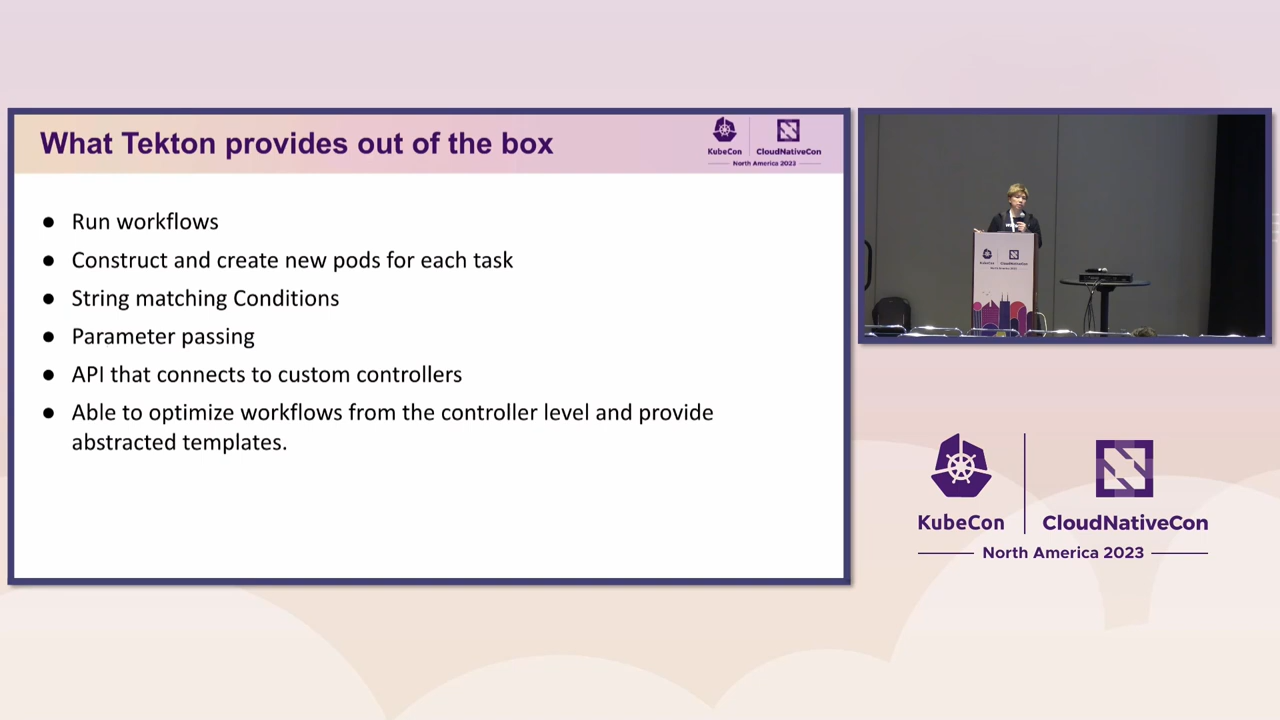 What Tekton provides out of the box
KubeCon
CloudNativeCon
North America 2023
● Run workflows
● Construct and create new pods for each task
● String matching Conditions
● Parameter passing
● API that connects to custom controllers
● Able to optimize workflows from the controller level and provide
abstracted templates.
KubeCon
CloudNativeCon
North America 2023